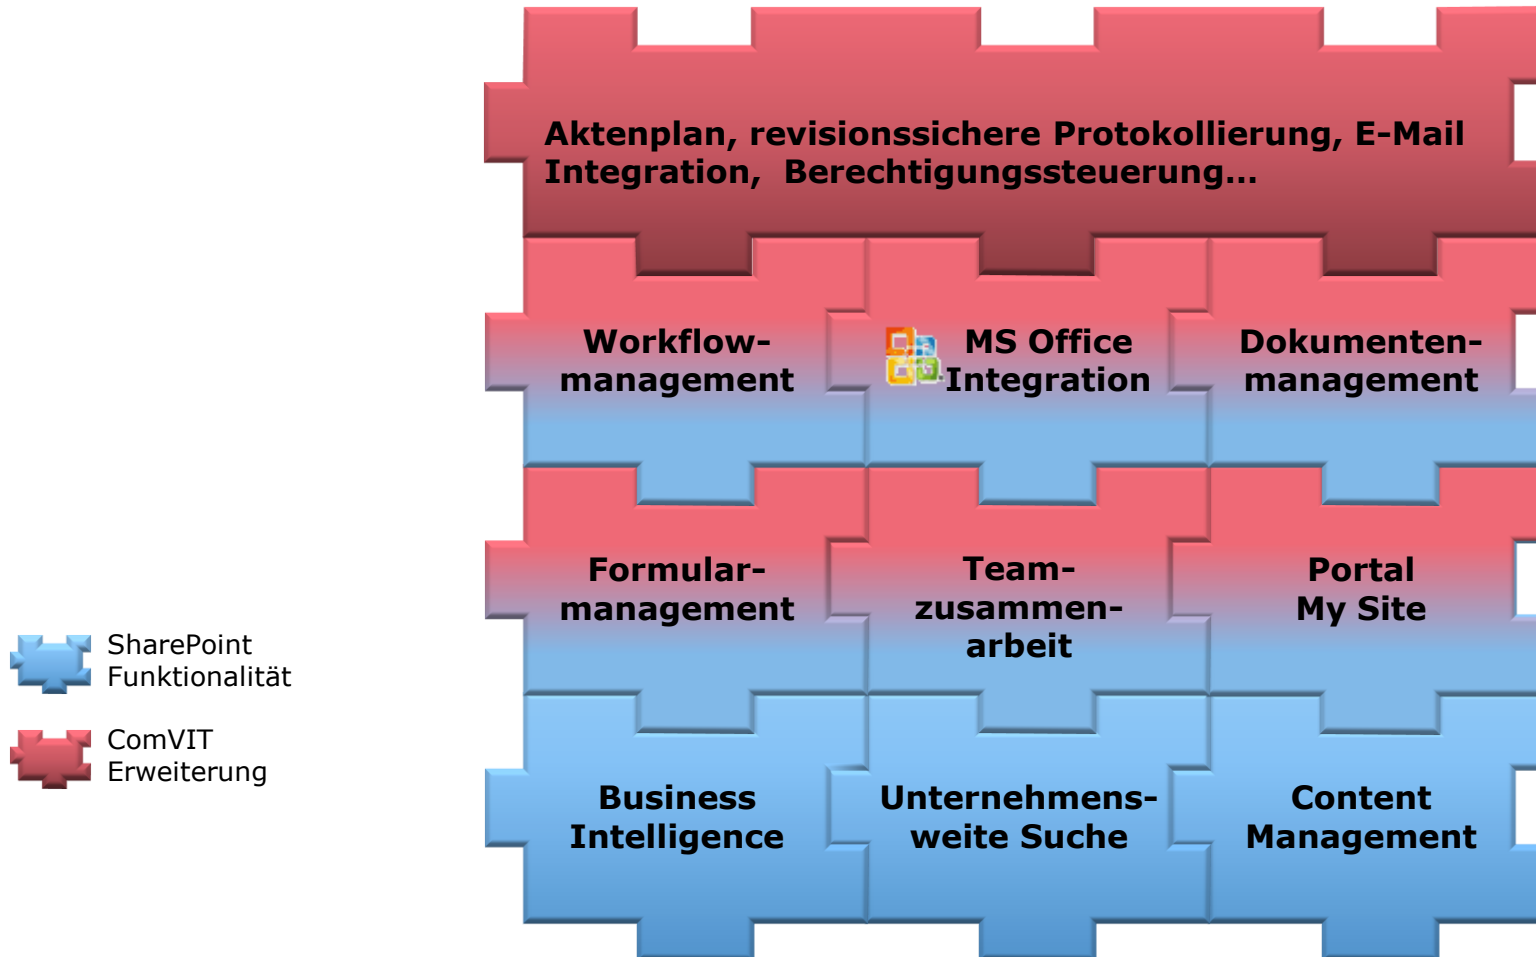 Aktenplan, revisionssichere Protokollierung, E-Mail
Integration,  Berechtigungssteuerung...
Workflow-
management
MS Office
Integration
Dokumenten-
management
Formular-
management
Team-
zusammen-
arbeit
Portal
My Site
Business
Intelligence
Unternehmens-
weite Suche
Content
Management
SharePoint
Funktionalität
ComVIT
Erweiterung